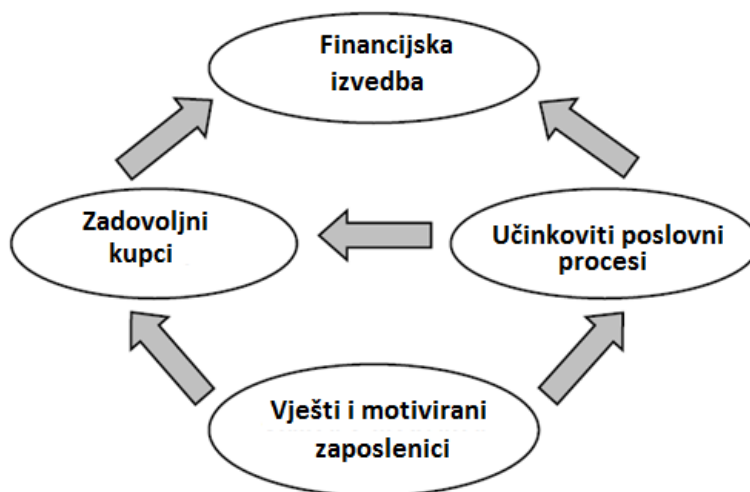 Financijska
izvedba
Zadovoljni
kupci
Učinkoviti poslovni
procesi
Vješti i motivirani
zaposlenici